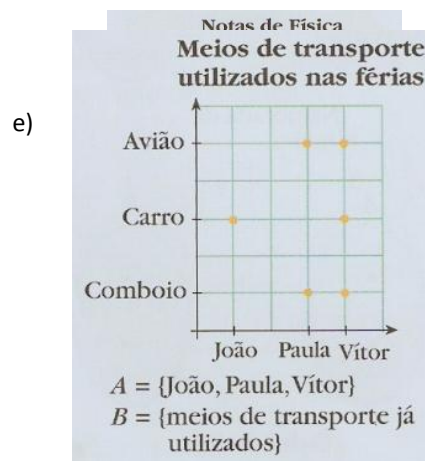 Notas de Física
Meios de transporte
utilizados nas férias
e)
Avião
Carro
Comboio
João Paula Vítor
A = {João, Paula, Vítor}
B = {meios de transporte já
utilizados}